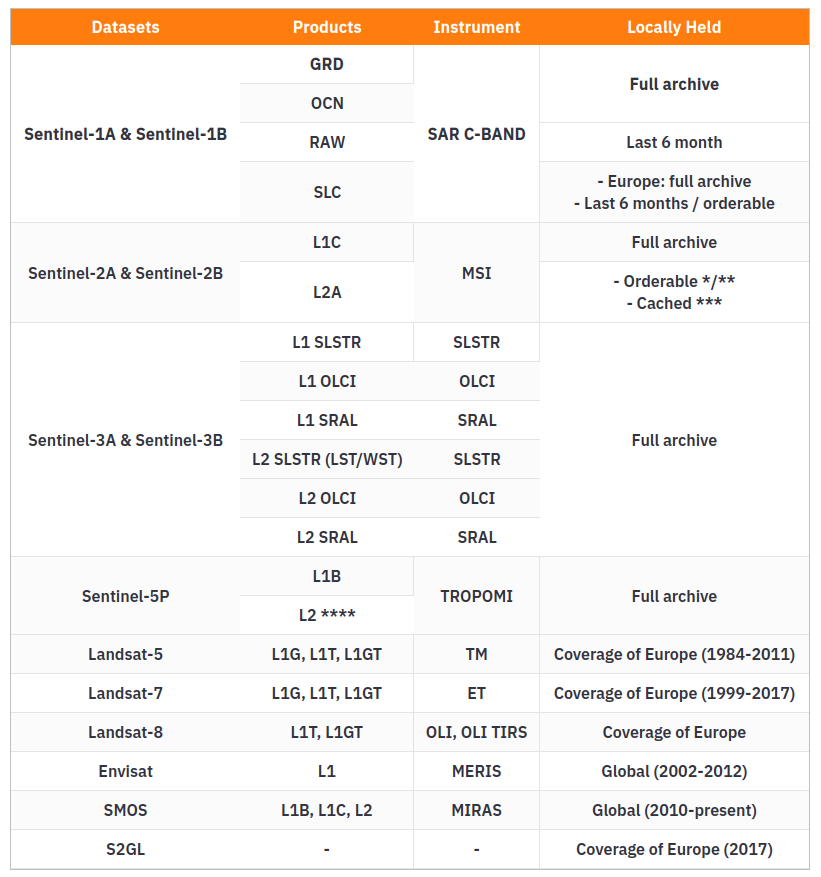 Datasets Products Instrument Locally Held
GRD
Full archive
OCN
Sentinel-1A & Sentinel-1B SAR C-BAND
RAW Last 6 month
SLC
- Europe: full archive
- Last 6 months / orderable
L1C Full archive
Sentinel-2A & Sentinel-2B MSI
L2A
- Orderable */**
- Cached ***
L1 SLSTR SLSTR
L1 OLCI OLCI
L1 SRAL SRAL
Sentinel-3A & Sentinel-3B Full archive
L2 SLSTR (LST/WST) SLSTR
L2 OLCI OLCI
L2 SRAL SRAL
L1B
Sentinel-5P TROPOMI Full archive
L2 ****
Landsat-5 L1G, L1T, L1GT TM Coverage of Europe (1984-2011)
Landsat-7 L1G, L1T, L1GT ET Coverage of Europe (1999-2017)
Landsat-8 L1T, L1GT OLI, OLI TIRS Coverage of Europe
Envisat L1 MERIS Global (2002-2012)
SMOS L1B, L1C, L2 MIRAS Global (2010-present)
S2GL - - Coverage of Europe (2017)